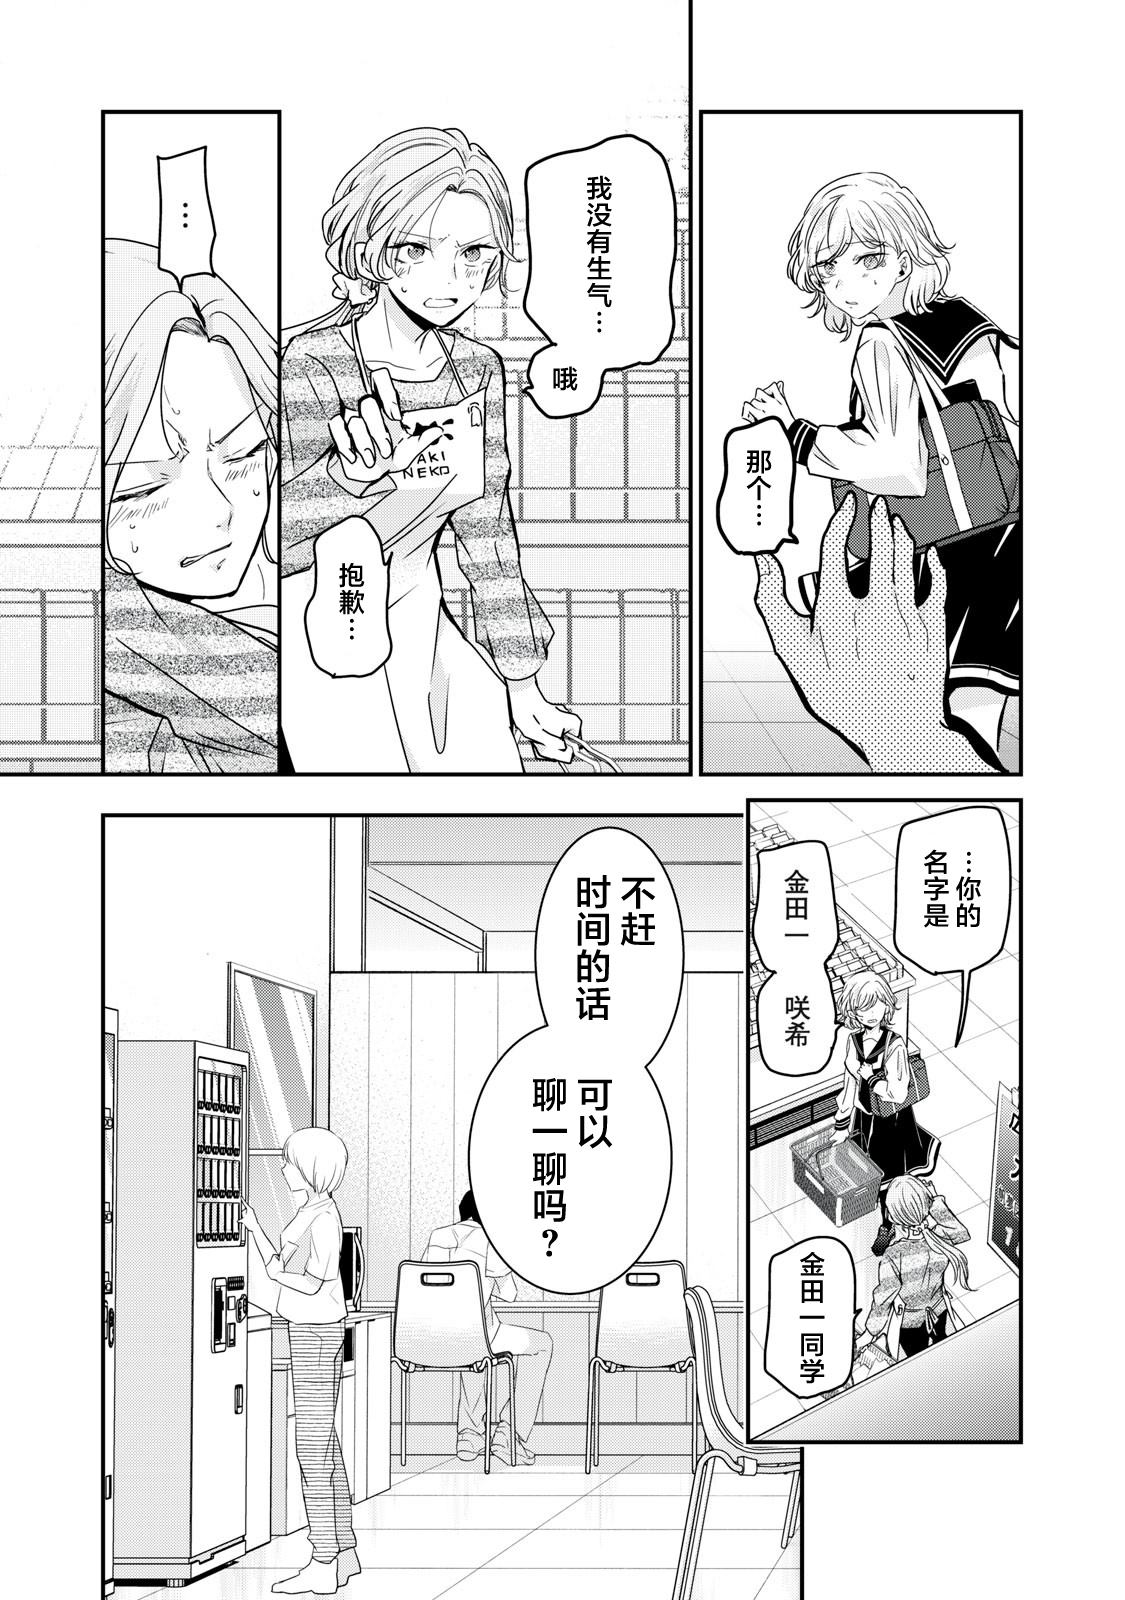 那个…
我没有生气…
哦
AKI
NEKO
抱歉…
…
…你的
名字是
金田一
咲希
金田一同学
不赶
时间的话
可以
聊一聊吗？